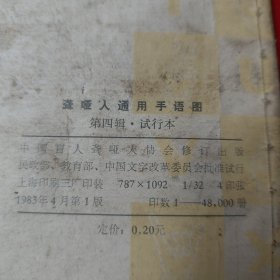 聋哑人通用手语图
第四辑·试行本
中国盲人聋哑人协会修订出版
民政部、教育部、中国文字改革委员会批准试行
上海印刷三厂印装 787×1092 1/32 4印张
1983年4月第1版 印数1—48,000册
定价：0.20元